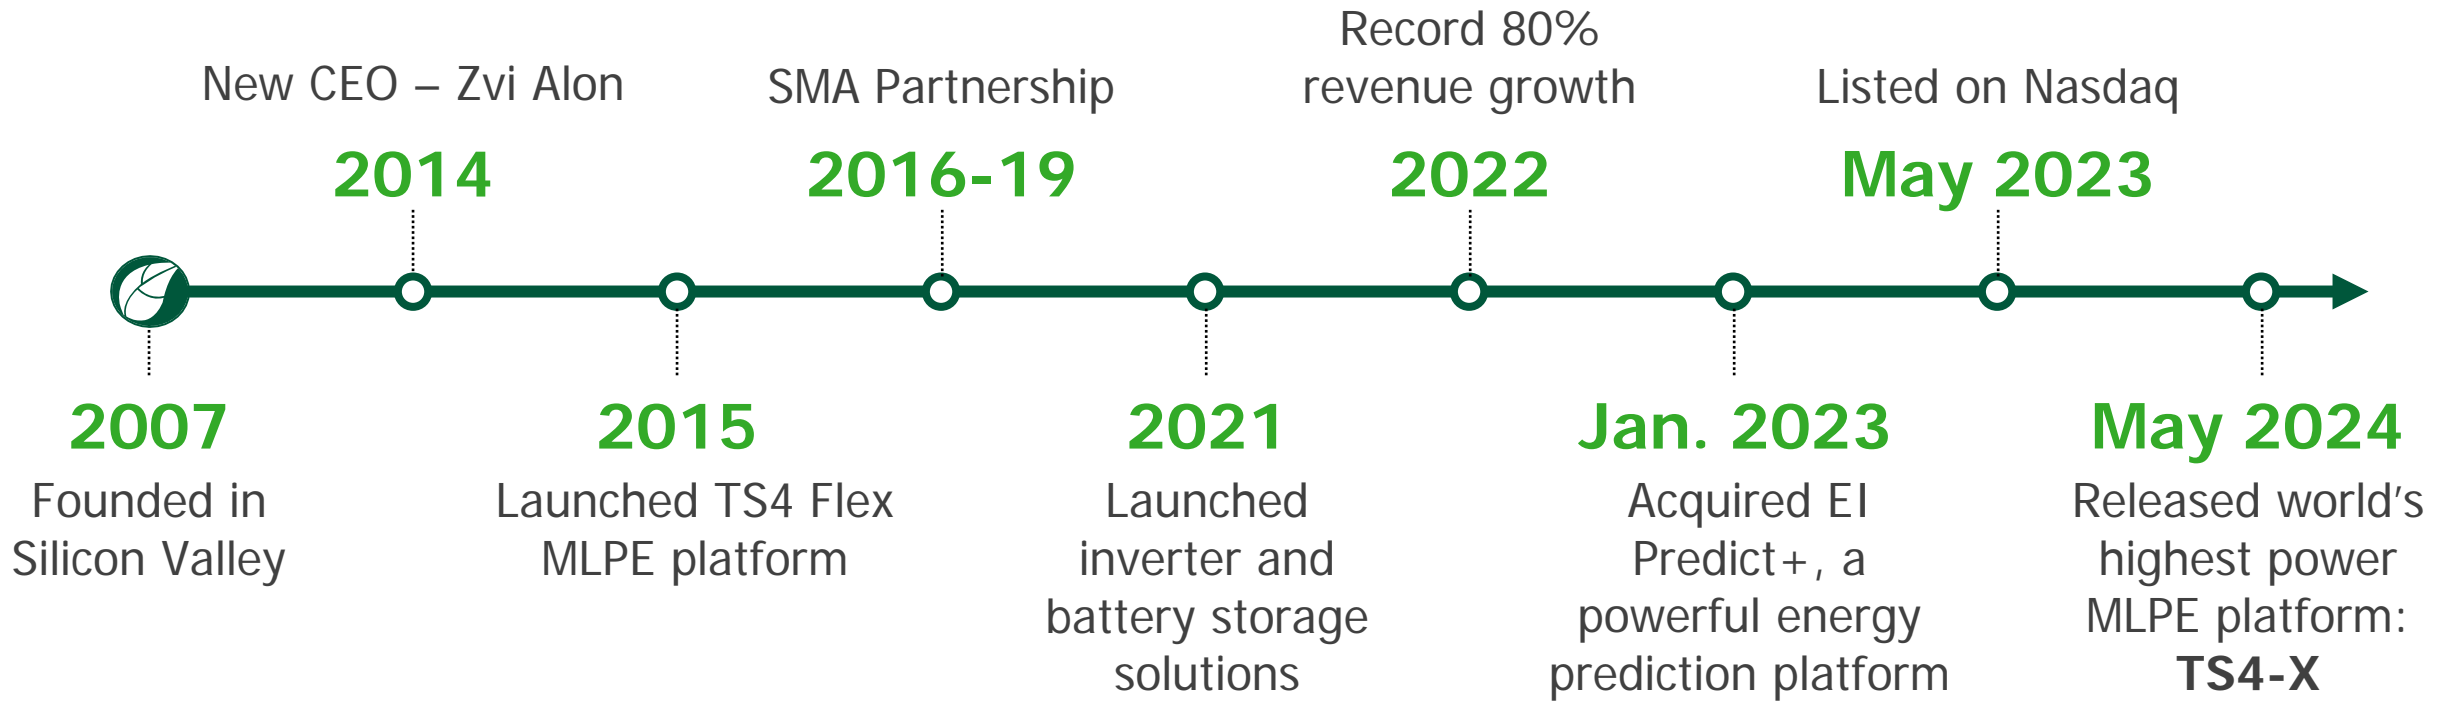 New CEO – Zvi Alon
2014
SMA Partnership
2016-19
Record 80%
revenue growth
2022
Listed on Nasdaq
May 2023
2007
Founded in
Silicon Valley
2015
Launched TS4 Flex
MLPE platform
2021
Launched
inverter and
battery storage
solutions
Jan. 2023
Acquired EI
Predict+, a
powerful energy
prediction platform
May 2024
Released world’s
highest power
MLPE platform:
TS4-X